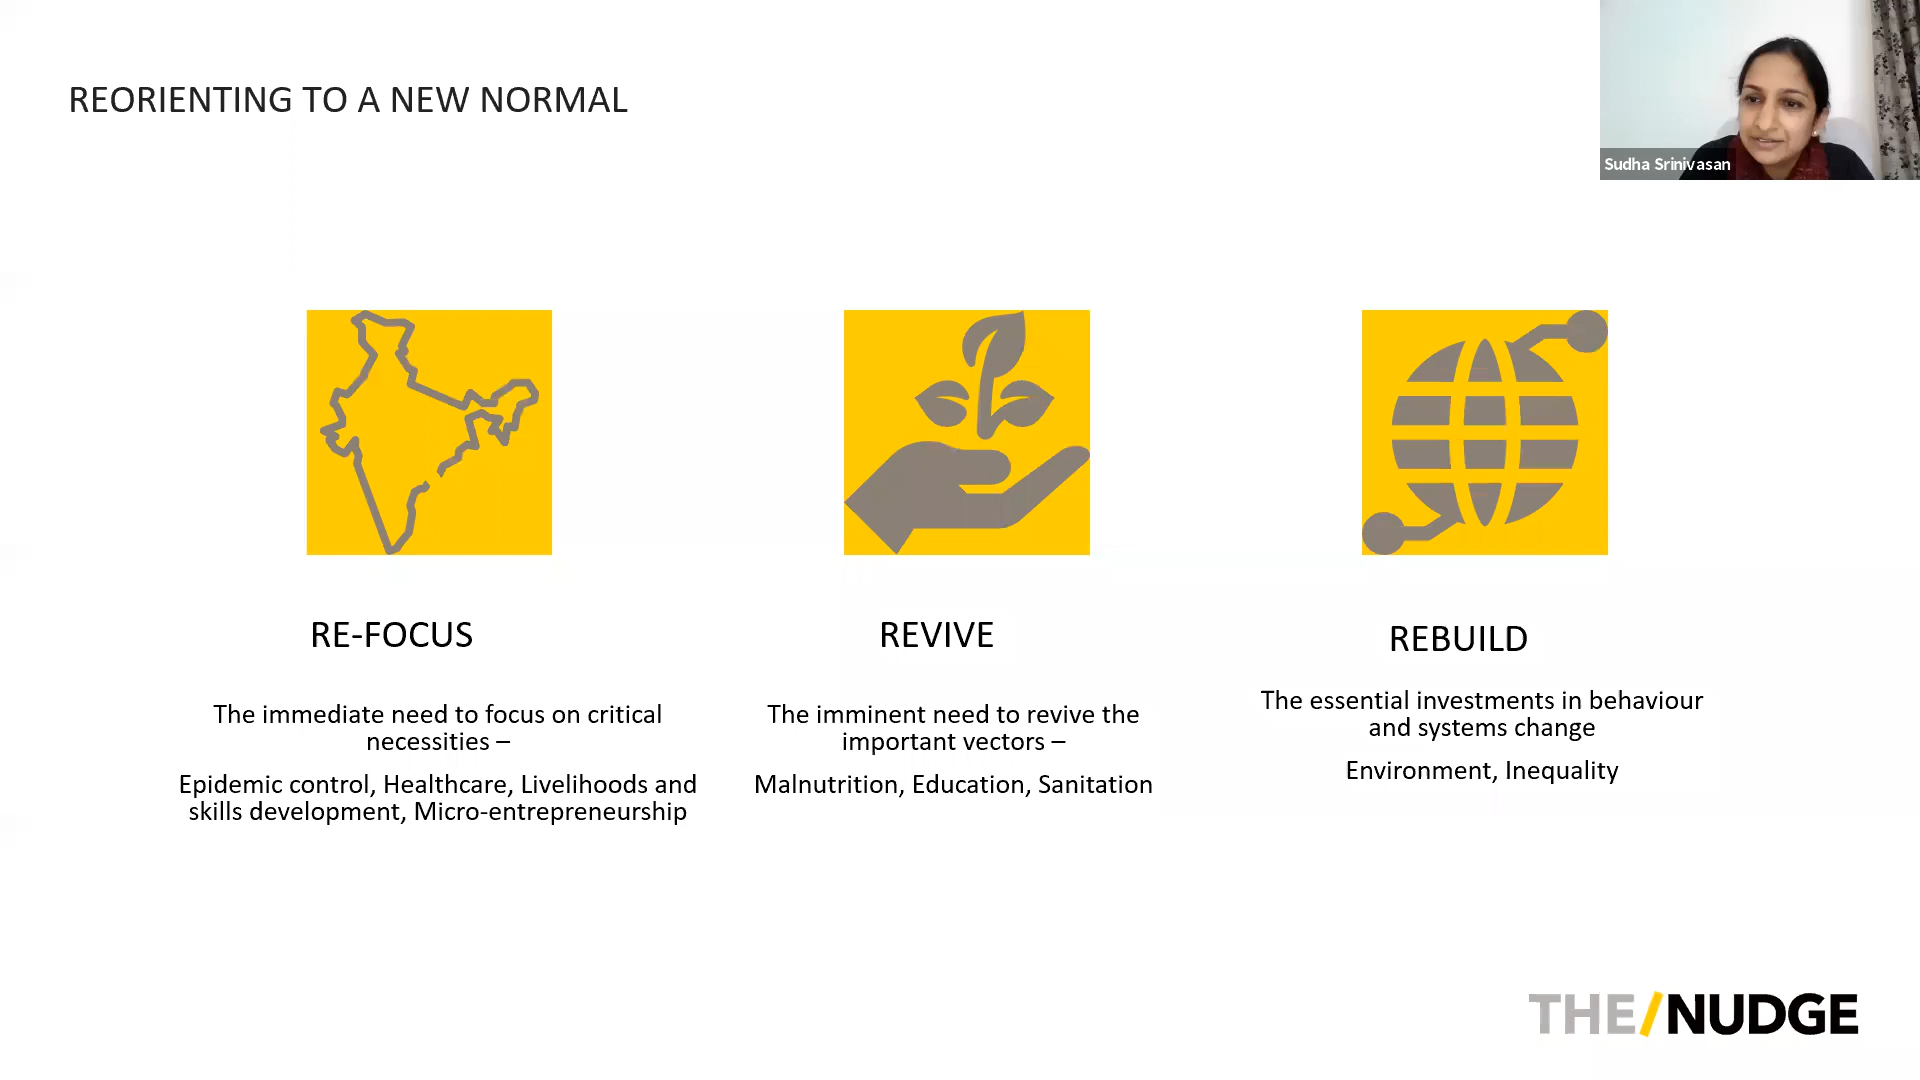 REORIENTING TO A NEW NORMAL
Sudha Srinivasan
RE-FOCUS
The immediate need to focus on critical
necessities –
Epidemic control, Healthcare, Livelihoods and
skills development, Micro-entrepreneurship
REVIVE
The imminent need to revive the
important vectors –
Malnutrition, Education, Sanitation
REBUILD
The essential investments in behaviour
and systems change
Environment, Inequality
THE/NUDGE